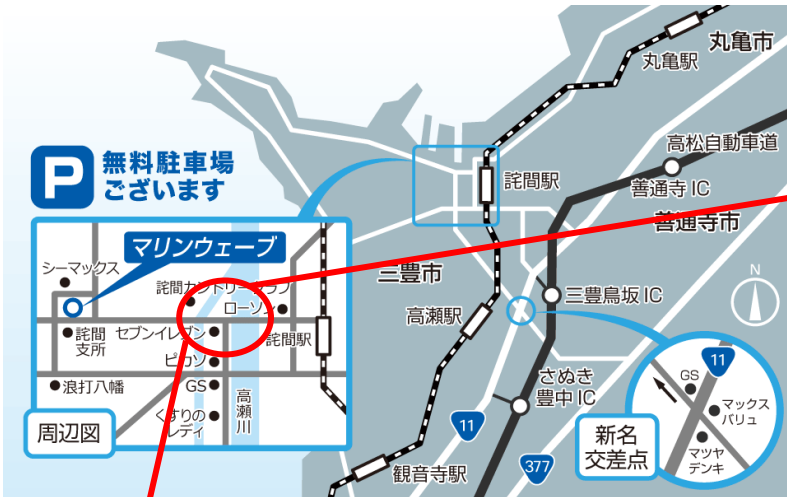 丸亀市
丸亀駅
高松自動車道
善通寺IC
善通寺市
詫間駅
P
無料駐車場
ございます
マリンウェーブ
シーマックス
詫間カントリークラブ
ローソン
詫間
支所
セブンイレブン
詫間駅
ピカソ
浪打八幡
GS
高瀬川
くすりの
レディ
周辺図
三豊市
高瀬駅
三豊鳥坂IC
さぬき
豊中IC
11
377
観音寺駅
N
11
GS
マックス
バリュ
マツヤ
デンキ
新名
交差点